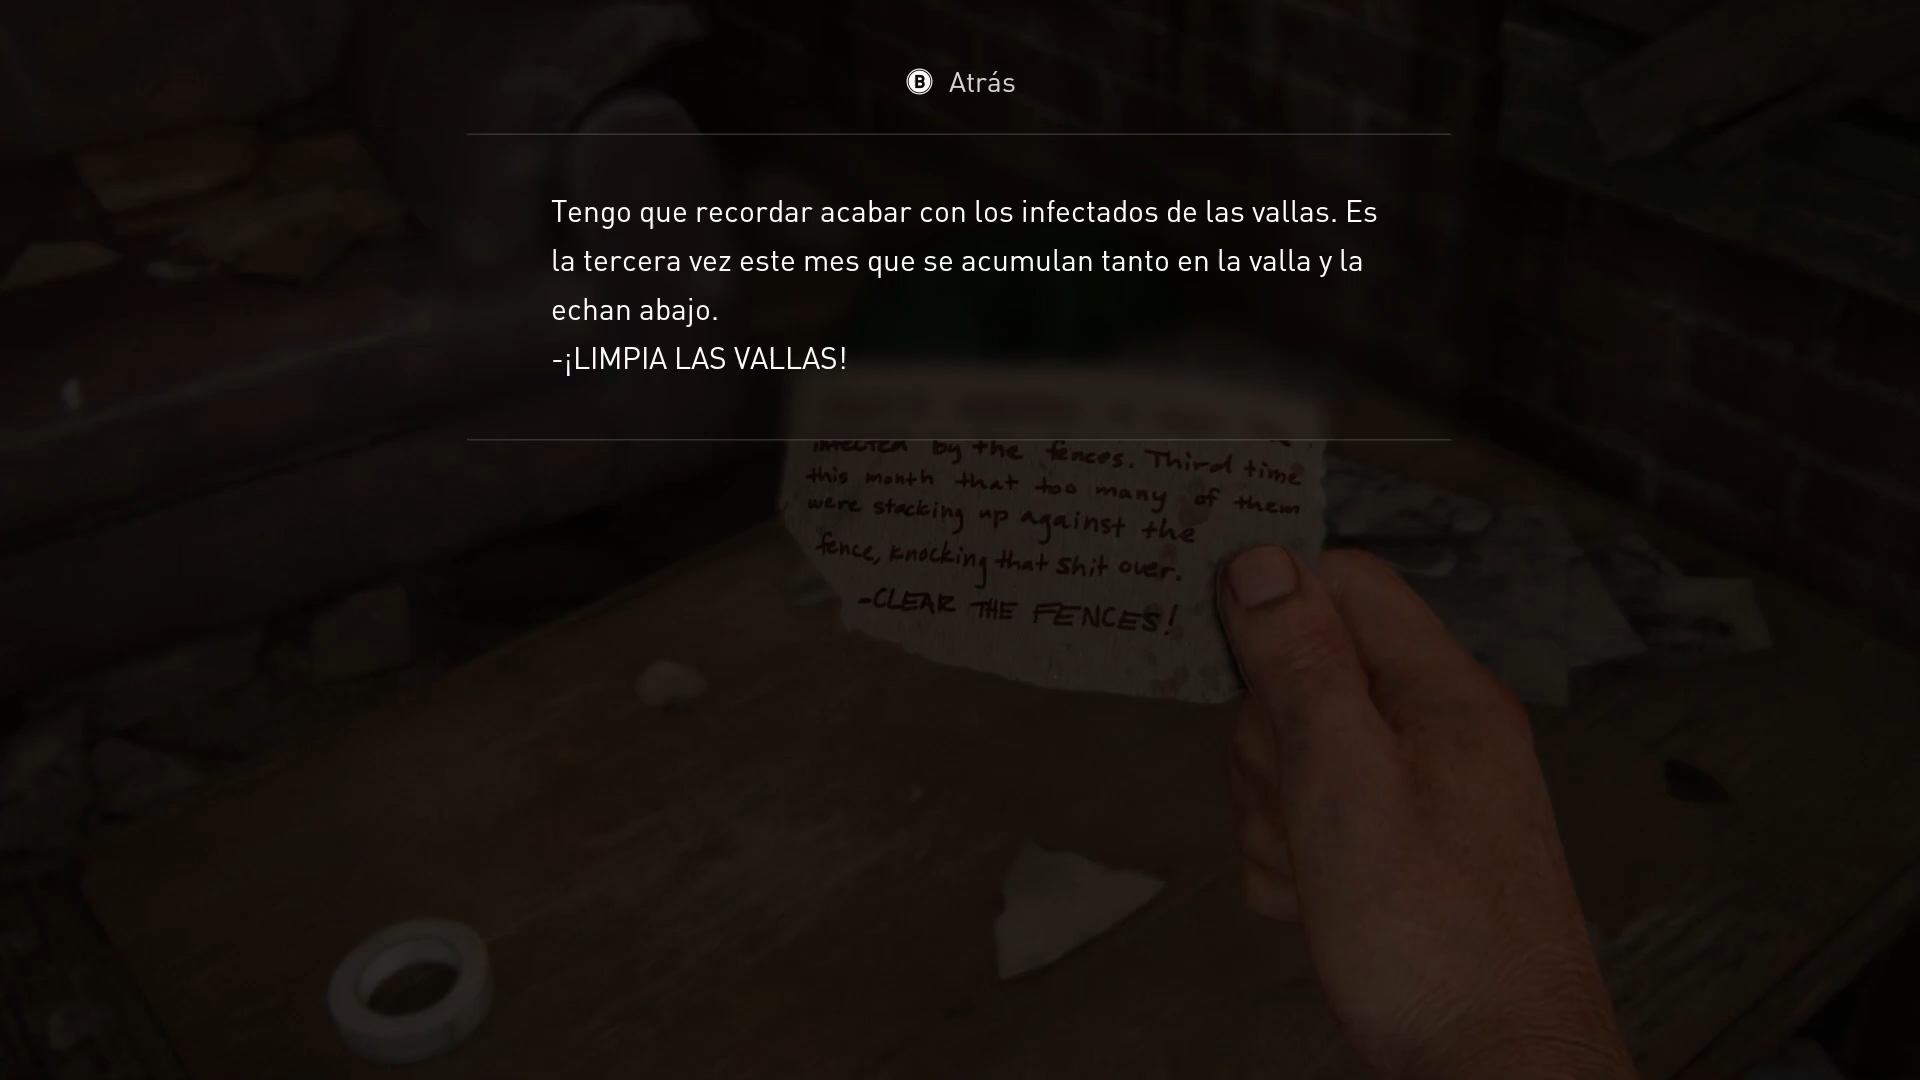 B Atrás
Tengo que recordar acabar con los infectados de las vallas. Es
la tercera vez este mes que se acumulan tanto en la valla y la
echan abajo.
-¡LIMPIA LAS VALLAS!
infected by the fences. Third time
this month that too many of them
were stacking up against the
fence, knocking that shit over.
-CLEAR THE FENCES!